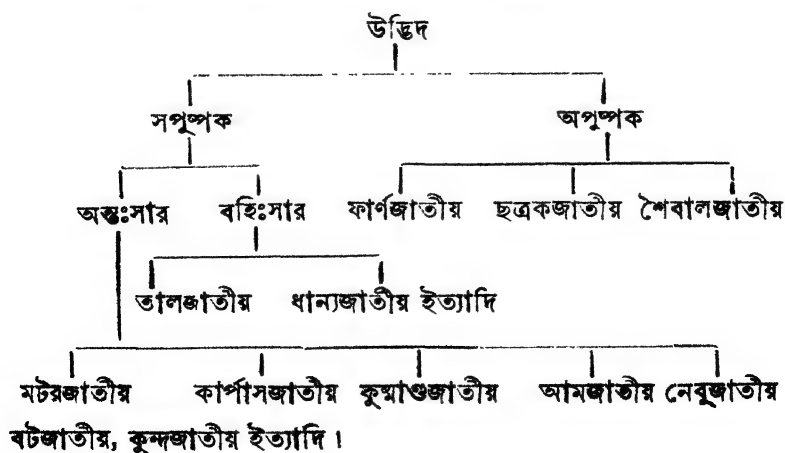 উদ্ভিদ
সপুষ্পক অপুষ্পক
অন্তঃসার বহিঃসার ফার্ণজাতীয় ছত্রকজাতীয় শৈবালজাতীয়
তালজাতীয় ধান্যজাতীয় ইত্যাদি
মটরজাতীয় কার্পাসজাতীয় কুষ্মাণ্ডজাতীয় আমজাতীয় নেবুজাতীয়
বটজাতীয়, কুন্দজাতীয় ইত্যাদি।